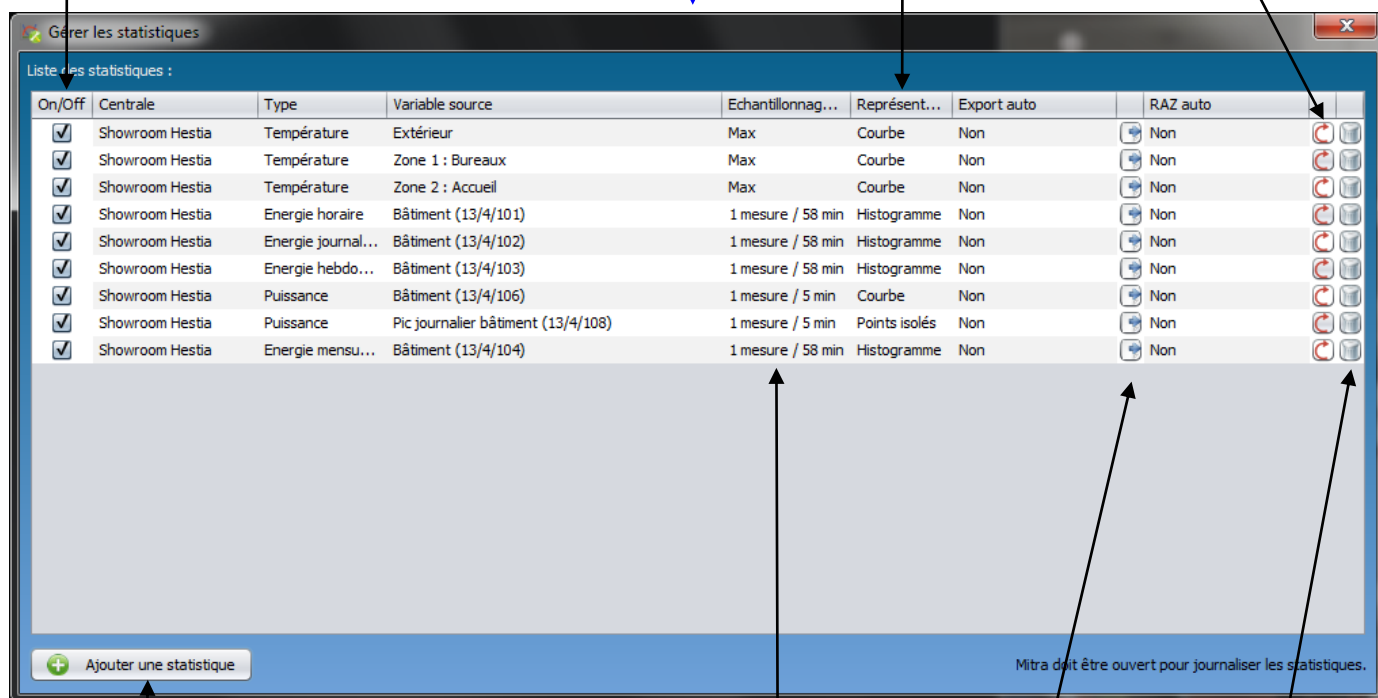 Gérer les statistiques
Liste des statistiques :
On/Off Centrale Type Variable source Echantillonnag... Représent... Export auto RAZ auto
Showroom Hestia Température Extérieur Max Courbe Non Non
Showroom Hestia Température Zone 1 : Bureaux Max Courbe Non Non
Showroom Hestia Température Zone 2 : Accueil Max Courbe Non Non
Showroom Hestia Energie horaire Bâtiment (13/4/101) 1 mesure / 58 min Histogramme Non Non
Showroom Hestia Energie journal... Bâtiment (13/4/102) 1 mesure / 58 min Histogramme Non Non
Showroom Hestia Energie hebdo... Bâtiment (13/4/103) 1 mesure / 58 min Histogramme Non Non
Showroom Hestia Puissance Bâtiment (13/4/106) 1 mesure / 5 min Courbe Non Non
Showroom Hestia Puissance Pic journalier bâtiment (13/4/108) 1 mesure / 5 min Points isolés Non Non
Showroom Hestia Energie mensu... Bâtiment (13/4/104) 1 mesure / 58 min Histogramme Non Non
Ajouter une statistique
Mitra doit être ouvert pour journaliser les statistiques.